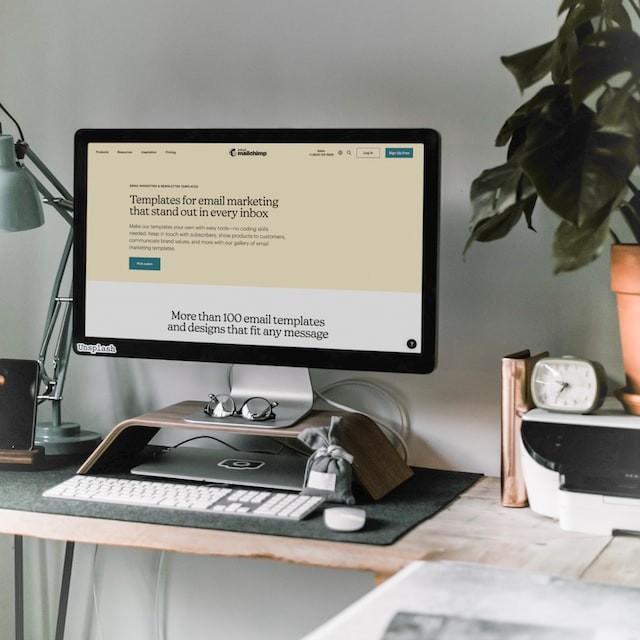 Products Resources Inspiration Pricing
mailchimp
Sales
Log In
Sign Up Free
EMAIL MARKETING & NEWSLETTER TEMPLATES
Templates for email marketing
that stand out in every inbox
Make our templates your own with easy tools—no coding skills
needed. Keep in touch with subscribers, show products to customers,
communicate brand values, and more with our gallery of email
marketing templates.
More than 100 email templates
and designs that fit any message
?
Unsplash